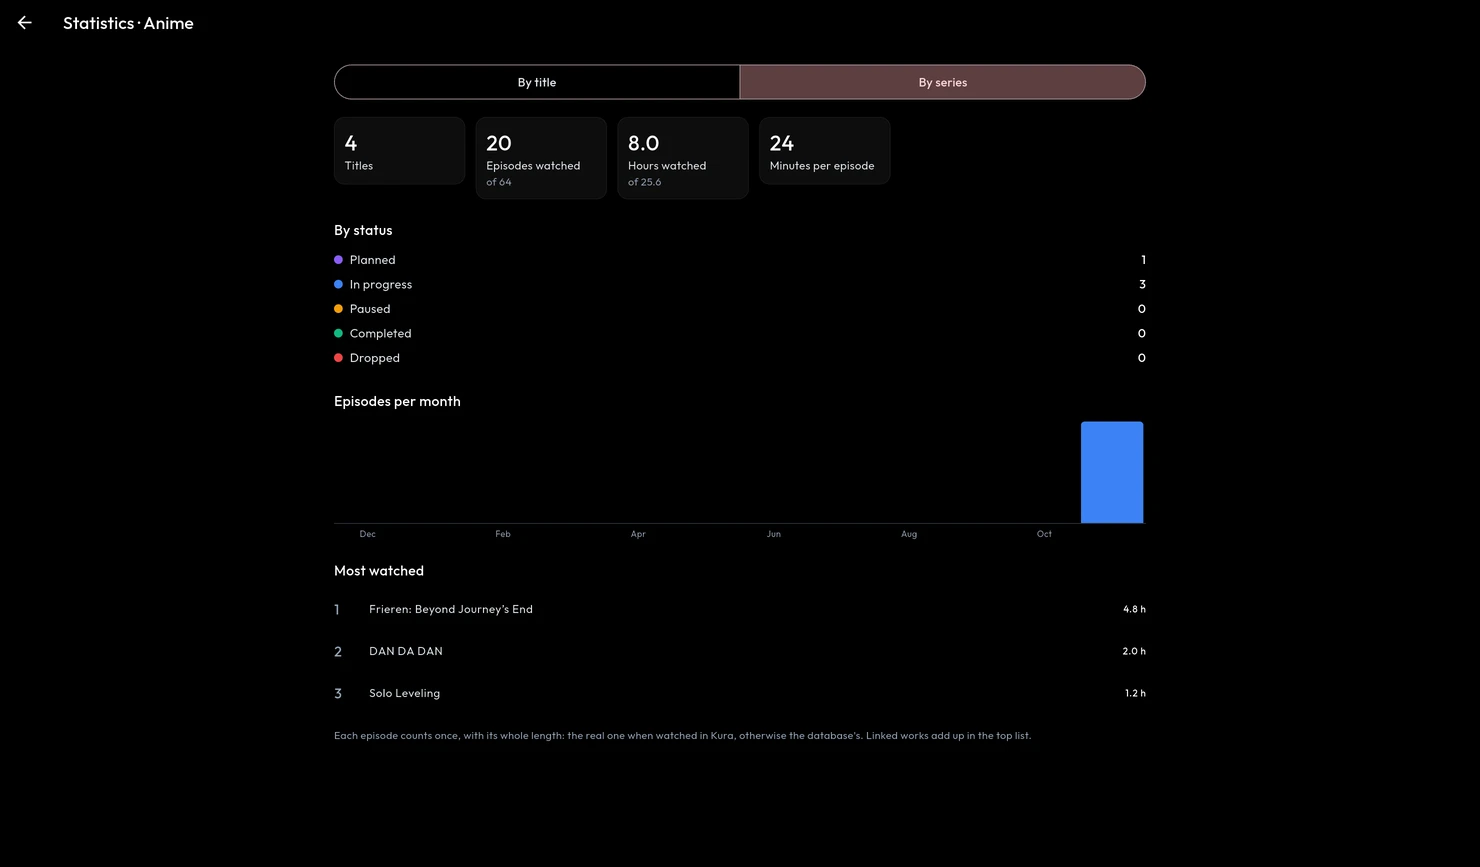 Statistics · Anime
By title
By series
4
Titles
20
Episodes watched
of 64
8.0
Hours watched
of 25.6
24
Minutes per episode
By status
Planned 1
In progress 3
Paused 0
Completed 0
Dropped 0
Episodes per month
Dec Feb Apr Jun Aug Oct
Most watched
1 Frieren: Beyond Journey's End 4.8 h
2 DAN DA DAN 2.0 h
3 Solo Leveling 1.2 h
Each episode counts once, with its whole length: the real one when watched in Kura, otherwise the database's. Linked works add up in the top list.